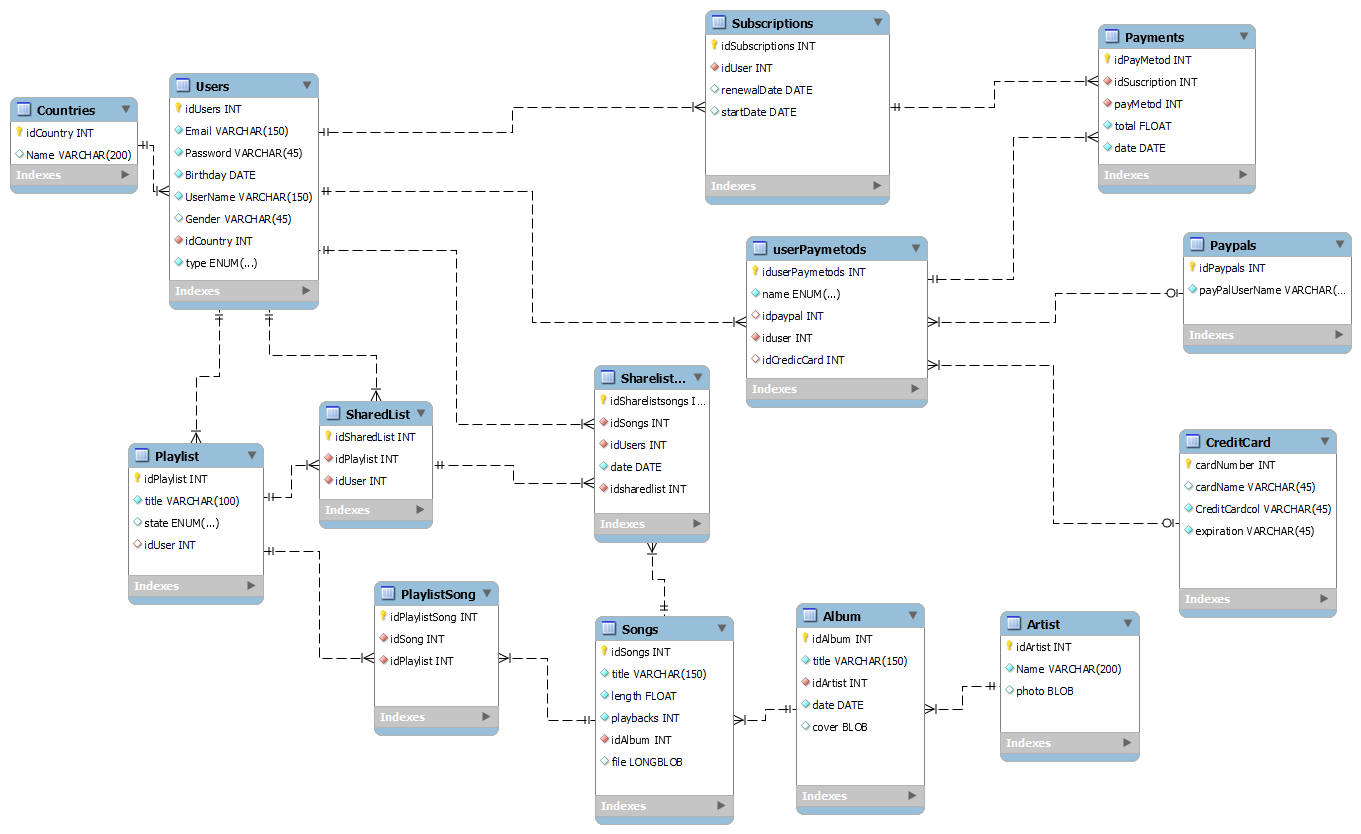 Subscriptions
idSubscriptions INT
idUser INT
renewalDate DATE
startDate DATE
Indexes
Payments
idPayMetod INT
idSuscription INT
payMetod INT
total FLOAT
date DATE
Indexes
Users
idUsers INT
Email VARCHAR(150)
Password VARCHAR(45)
Birthday DATE
UserName VARCHAR(150)
Gender VARCHAR(45)
idCountry INT
type ENUM(...)
Indexes
Countries
idCountry INT
Name VARCHAR(200)
Indexes
userPaymetods
iduserPaymetods INT
name ENUM(...)
idpaypal INT
iduser INT
idCredicCard INT
Indexes
Paypals
idPaypals INT
payPalUserName VARCHAR(...
Indexes
Sharelist...
idSharelistsongs I...
idSongs INT
idUsers INT
date DATE
idsharedlist INT
Indexes
SharedList
idSharedList INT
idPlaylist INT
idUser INT
Indexes
CreditCard
cardNumber INT
cardName VARCHAR(45)
CreditCardcol VARCHAR(45)
expiration VARCHAR(45)
Indexes
Playlist
idPlaylist INT
title VARCHAR(100)
state ENUM(...)
idUser INT
Indexes
PlaylistSong
idPlaylistSong INT
idSong INT
idPlaylist INT
Indexes
Songs
idSongs INT
title VARCHAR(150)
length FLOAT
playbacks INT
idAlbum INT
file LONGBLOB
Indexes
Album
idAlbum INT
title VARCHAR(150)
idArtist INT
date DATE
cover BLOB
Indexes
Artist
idArtist INT
Name VARCHAR(200)
photo BLOB
Indexes